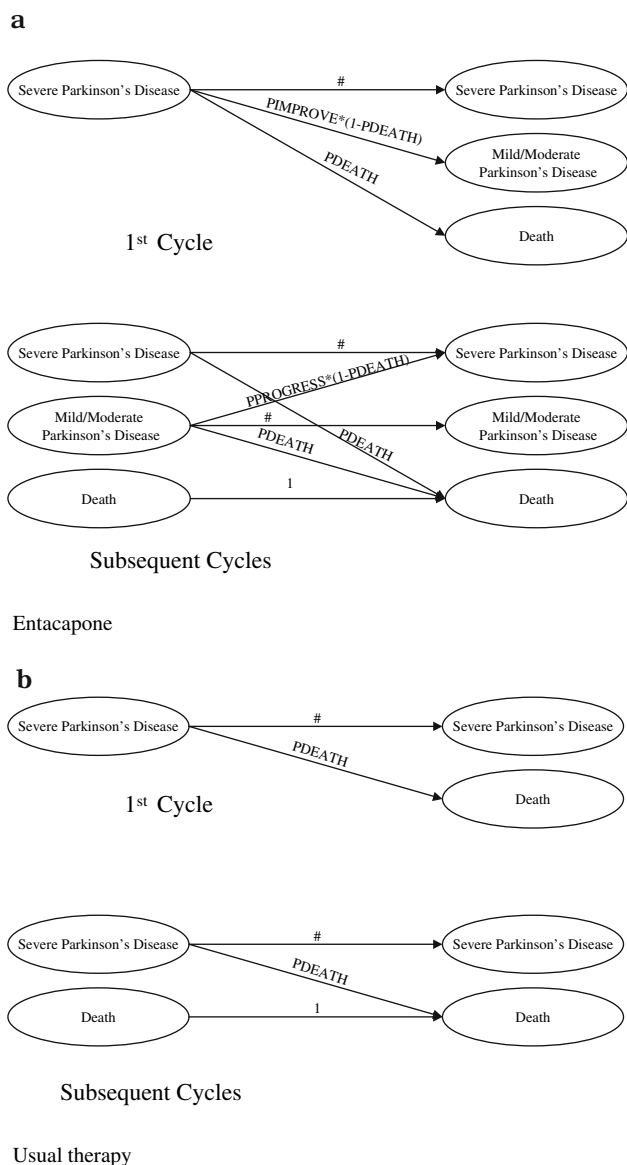 a
Severe Parkinson's Disease
#
Severe Parkinson's Disease
PIMPROVE*(1-PDEATH)
Mild/Moderate
Parkinson's Disease
PDEATH
Death
1st Cycle
Severe Parkinson's Disease
#
Severe Parkinson's Disease
PPROGRESS*(1-PDEATH)
Mild/Moderate
Parkinson's Disease
#
Mild/Moderate
Parkinson's Disease
PDEATH
PDEATH
Death
1
Death
Subsequent Cycles
Entacapone
b
Severe Parkinson's Disease
#
Severe Parkinson's Disease
PDEATH
Death
1st Cycle
Severe Parkinson's Disease
#
Severe Parkinson's Disease
PDEATH
Death
1
Death
Subsequent Cycles
Usual therapy